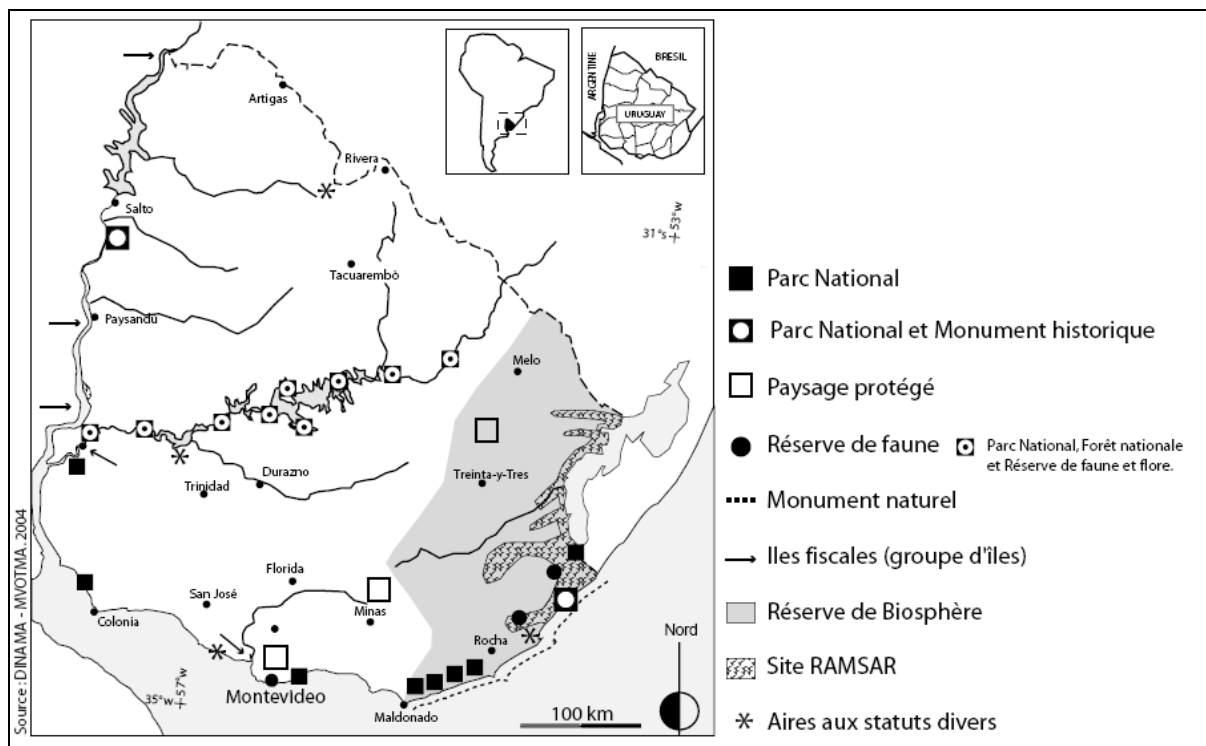 Artigas
Rivera
Salto
Tacuarembò
Paysandù
Melo
Treinta-y-Tres
Durazno
Trinidad
Florida
San José
Minas
Colonia
Rocha
Montevideo
Maldonado
BRESIL
ARGENTINE
URUGUAY
31°s
53°w
35°w
57°w
Nord
100 km
Source : DINAMA - MVOTMA. 2004
Parc National
Parc National et Monument historique
Paysage protégé
Réserve de faune
Parc National, Forêt nationale
et Réserve de faune et flore.
Monument naturel
Iles fiscales (groupe d'îles)
Réserve de Biosphère
Site RAMSAR
Aires aux statuts divers